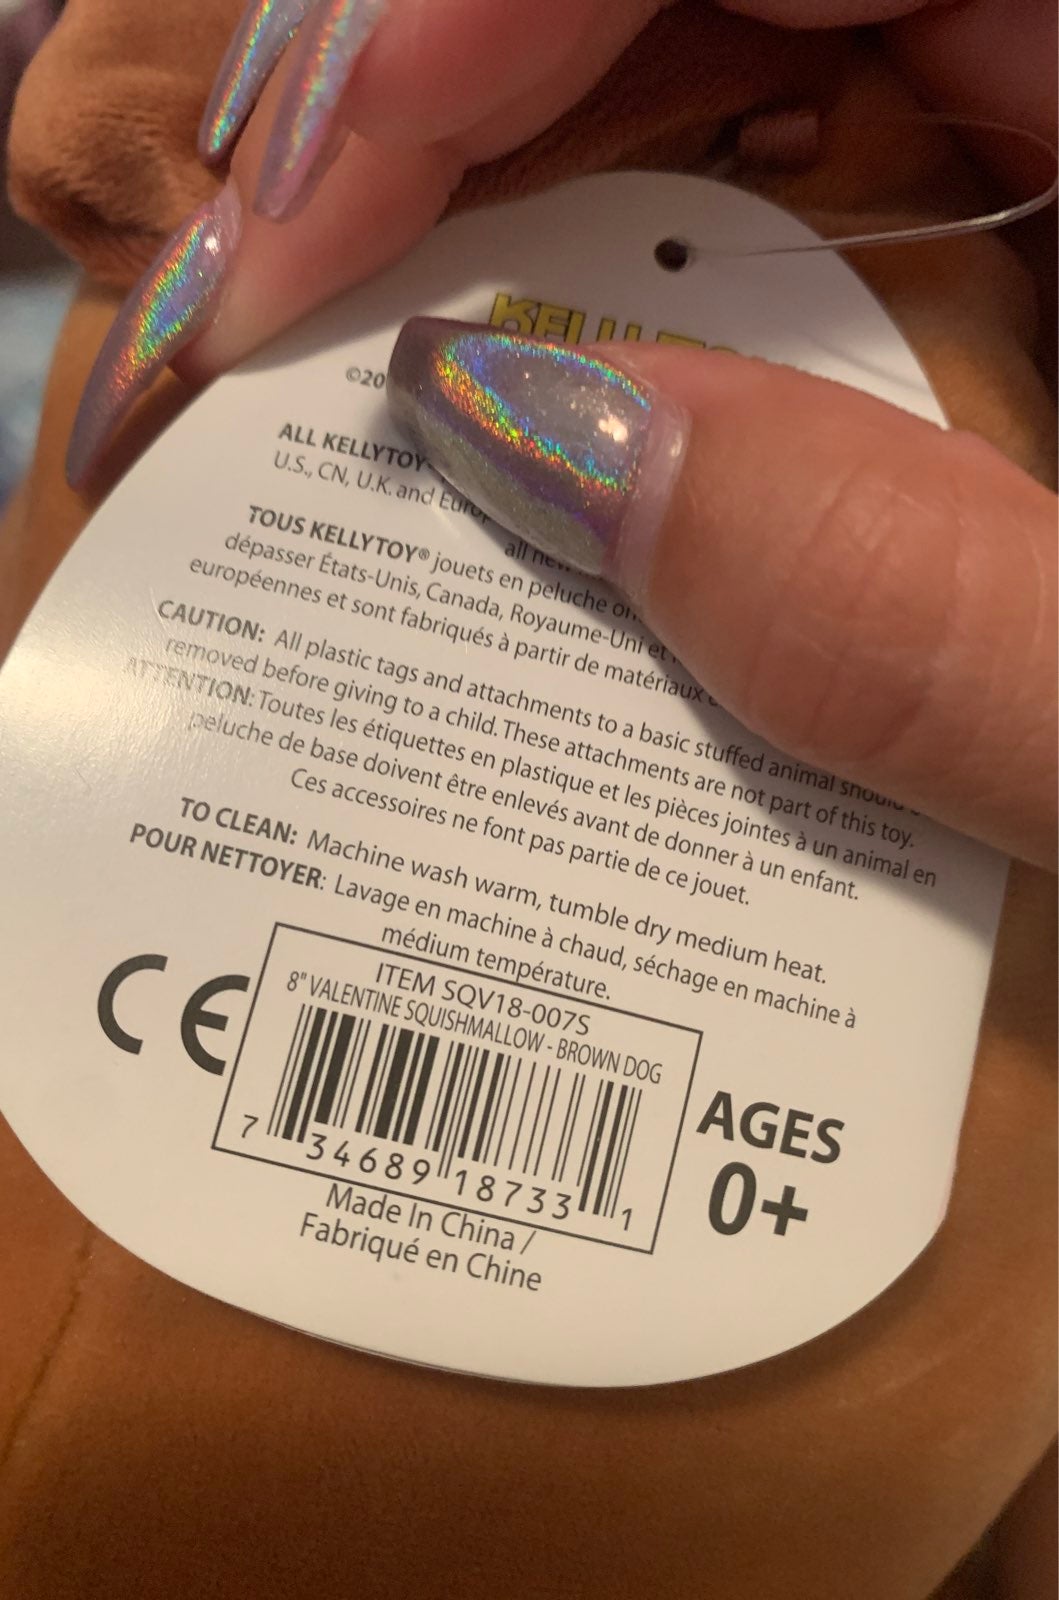 ©20
ALL KELLYTOY
U.S., CN, U.K. and Europ
all new
TOUS KELLYTOY® jouets en peluche on
dépasser États-Unis, Canada, Royaume-Uni et
européennes et sont fabriqués à partir de matériaux
CAUTION: All plastic tags and attachments to a basic stuffed animal should
removed before giving to a child. These attachments are not part of this toy.
ATTENTION: Toutes les étiquettes en plastique et les pièces jointes à un animal en
peluche de base doivent être enlevés avant de donner à un enfant.
Ces accessoires ne font pas partie de ce jouet.
TO CLEAN: Machine wash warm, tumble dry medium heat.
POUR NETTOYER: Lavage en machine à chaud, séchage en machine à
médium température.
CE
ITEM SQV18-007S
8" VALENTINE SQUISHMALLOW - BROWN DOG
7 34689 18733 1
AGES
0+
Made In China /
Fabriqué en Chine